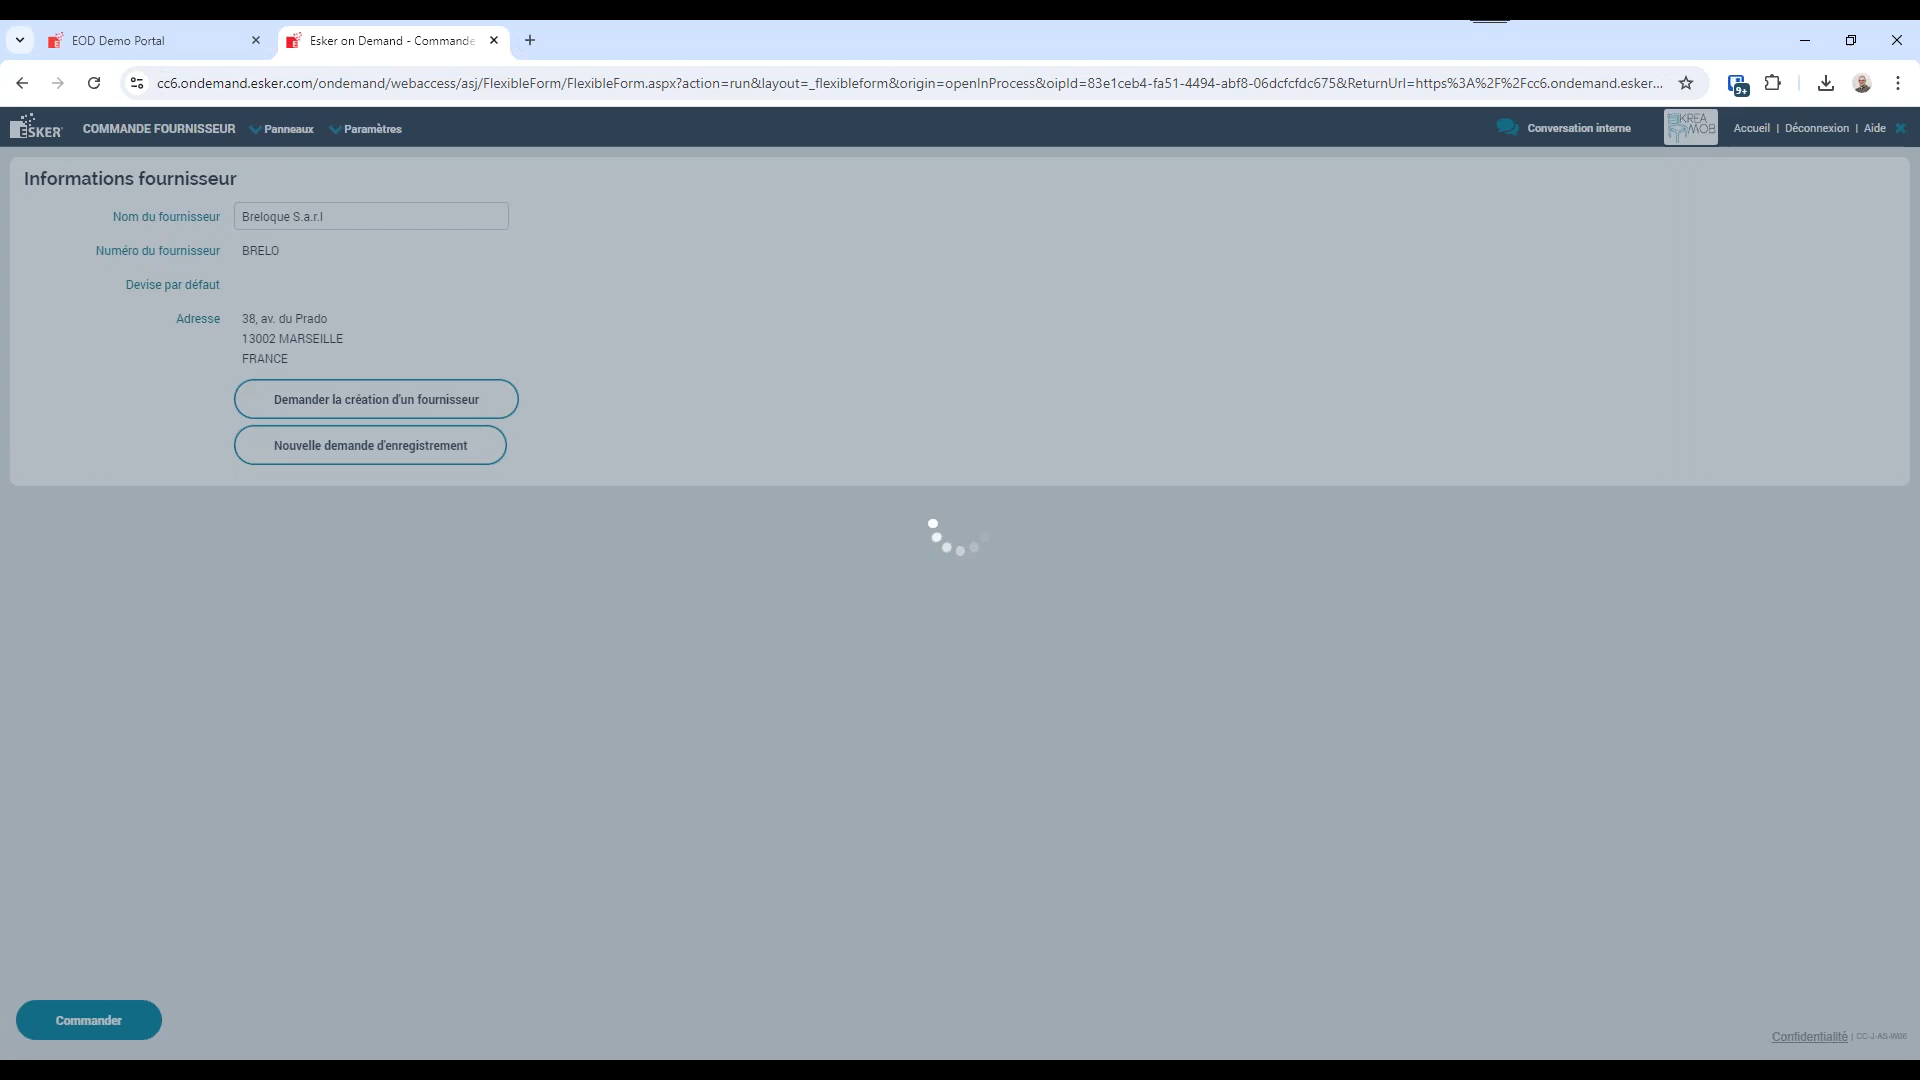 EOD Demo Portal
Esker on Demand - Commande
cc6.ondemand.esker.com/ondemand/webaccess/asj/FlexibleForm/FlexibleForm.aspx?action=run&layout=_flexibleform&origin=openInProcess&oipId=83e1ceb4-fa51-4494-abf8-06dcfcfdc675&ReturnUrl=https%3A%2F%2Fcc6.ondemand.esker...
9+
ESKER COMMANDE FOURNISSEUR Panneaux Paramètres Conversation interne KREA MOB Accueil | Déconnexion | Aide
Informations fournisseur
Nom du fournisseur Breloque S.a.r.l
Numéro du fournisseur BRELO
Devise par défaut
Adresse 38, av. du Prado
13002 MARSEILLE
FRANCE
Demander la création d'un fournisseur
Nouvelle demande d'enregistrement
Commander
Confidentialité | CC-J-AS-W06